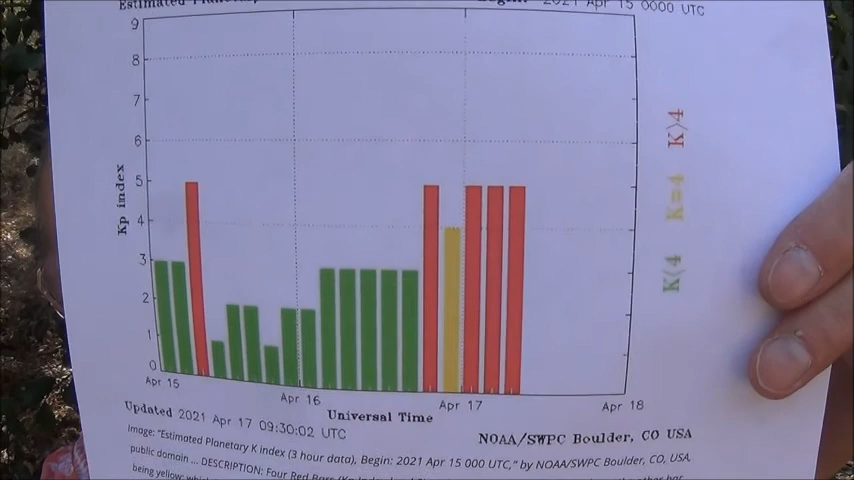 Estimated Planetary Begin: 2021 Apr 15 0000 UTC
9
8
7
6
5
4
3
2
1
0
Kp index
K<4 K=4 K>4
Apr 15 Apr 16 Apr 17 Apr 18
Universal Time
Updated 2021 Apr 17 09:30:02 UTC
NOAA/SWPC Boulder, CO USA
Image: "Estimated Planetary K index (3 hour data), Begin: 2021 Apr 15 000 UTC," by NOAA/SWPC Boulder, CO, USA,
public domain ... DESCRIPTION: Four Red Bars (Kp Index
being yellow; which